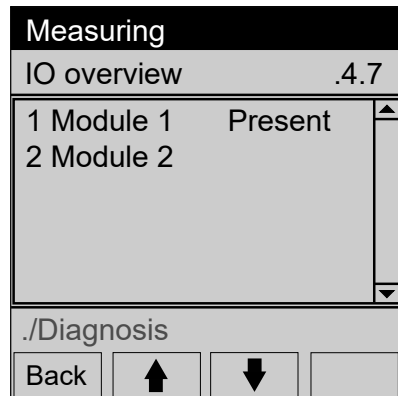 Measuring
IO overview .4.7
1 Module 1 Present
2 Module 2
./Diagnosis
Back